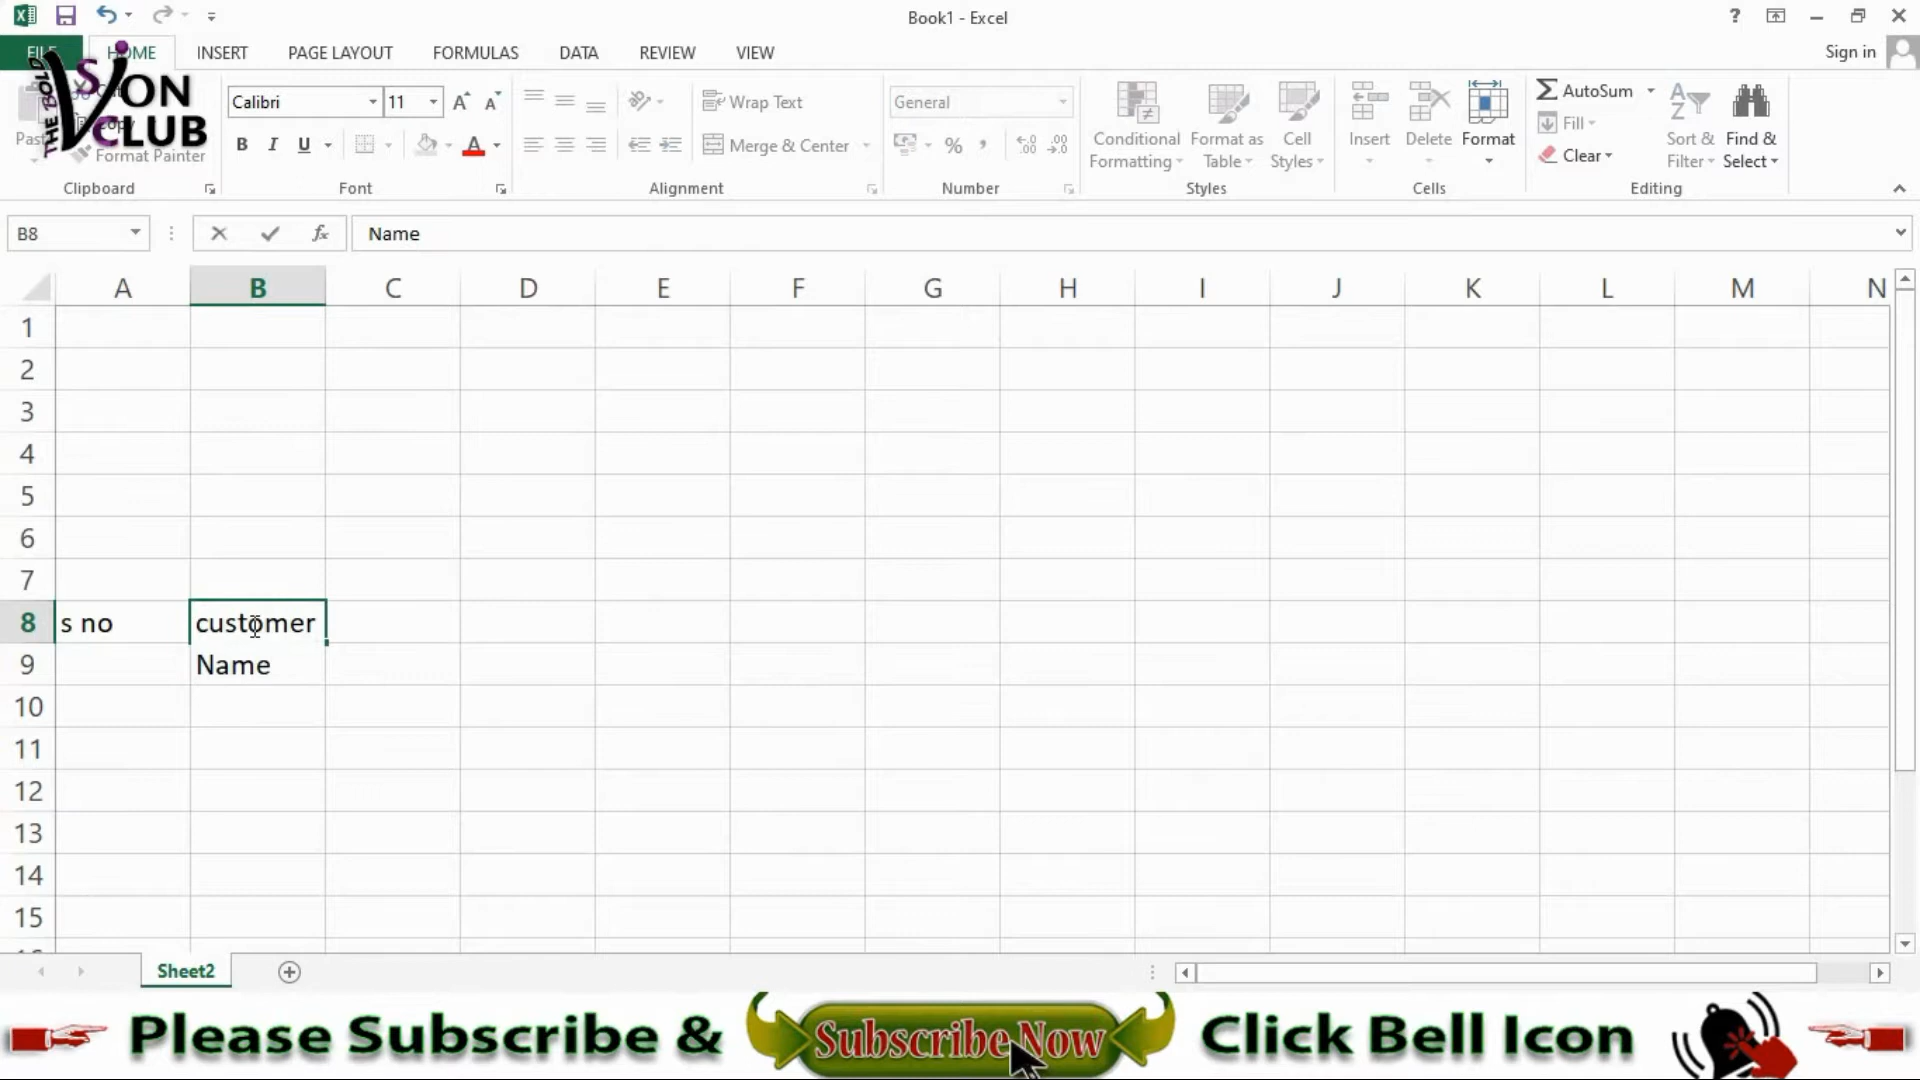 Book1 - Excel
?
FILE HOME INSERT PAGE LAYOUT FORMULAS DATA REVIEW VIEW
Sign in
THE BOLD VISION CLUB
Paste
Copy
Format Painter
Clipboard
Calibri 11
B I U A
Font
Wrap Text
Merge & Center
Alignment
General
% ,
Number
Conditional Formatting
Format as Table
Cell Styles
Styles
Insert
Delete
Format
Cells
AutoSum
Fill
Clear
Sort & Filter
Find & Select
Editing
B8 fx Name
A B C D E F G H I J K L M N
1
2
3
4
5
6
7
8 s no customer
9 Name
10
11
12
13
14
15
Sheet2
Please Subscribe & Subscribe Now Click Bell Icon